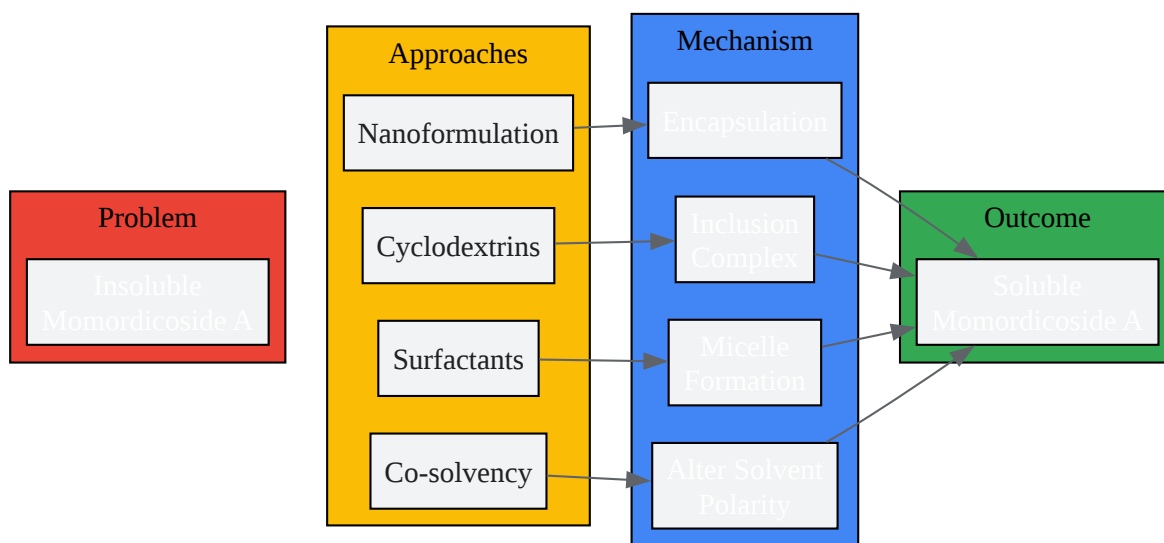 Problem
Insoluble
Momordicoside A
Approaches
Nanoformulation
Cyclodextrins
Surfactants
Co-solvency
Mechanism
Encapsulation
Inclusion
Complex
Micelle
Formation
Alter Solvent
Polarity
Outcome
Soluble
Momordicoside A